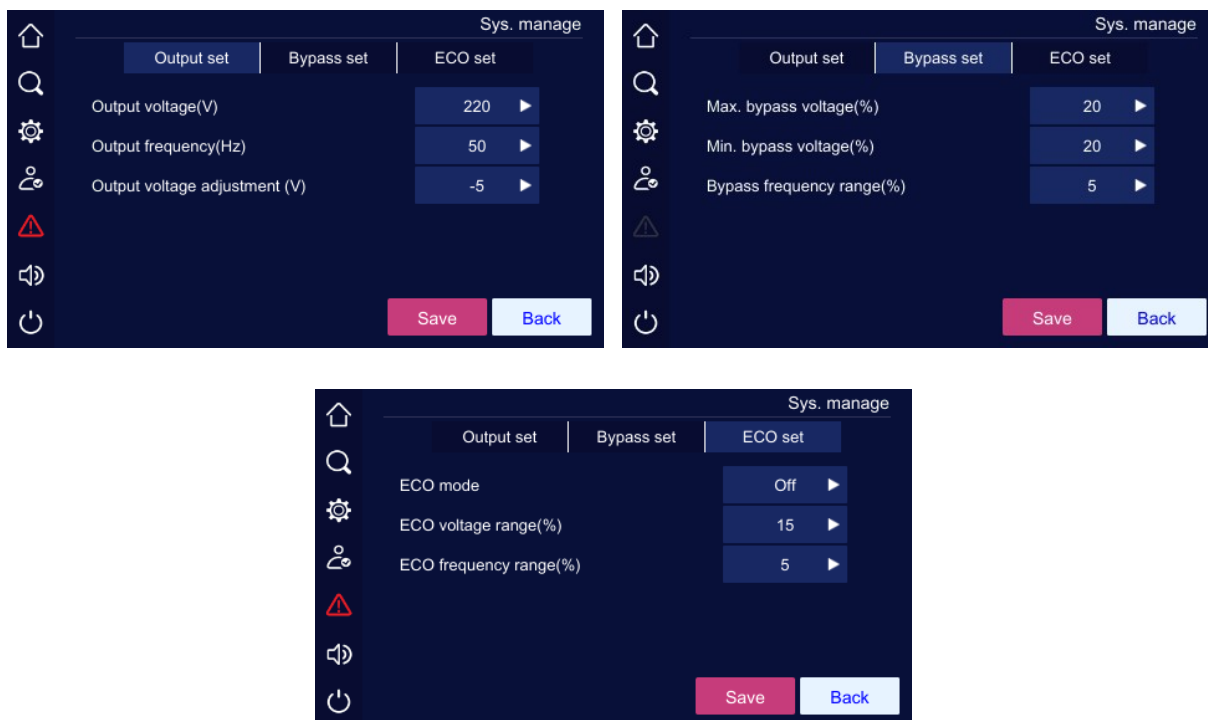 Sys. manage
Output set Bypass set ECO set
Output voltage(V) 220
Output frequency(Hz) 50
Output voltage adjustment (V) -5
Save Back
Sys. manage
Output set Bypass set ECO set
Max. bypass voltage(%) 20
Min. bypass voltage(%) 20
Bypass frequency range(%) 5
Save Back
Sys. manage
Output set Bypass set ECO set
ECO mode Off
ECO voltage range(%) 15
ECO frequency range(%) 5
Save Back